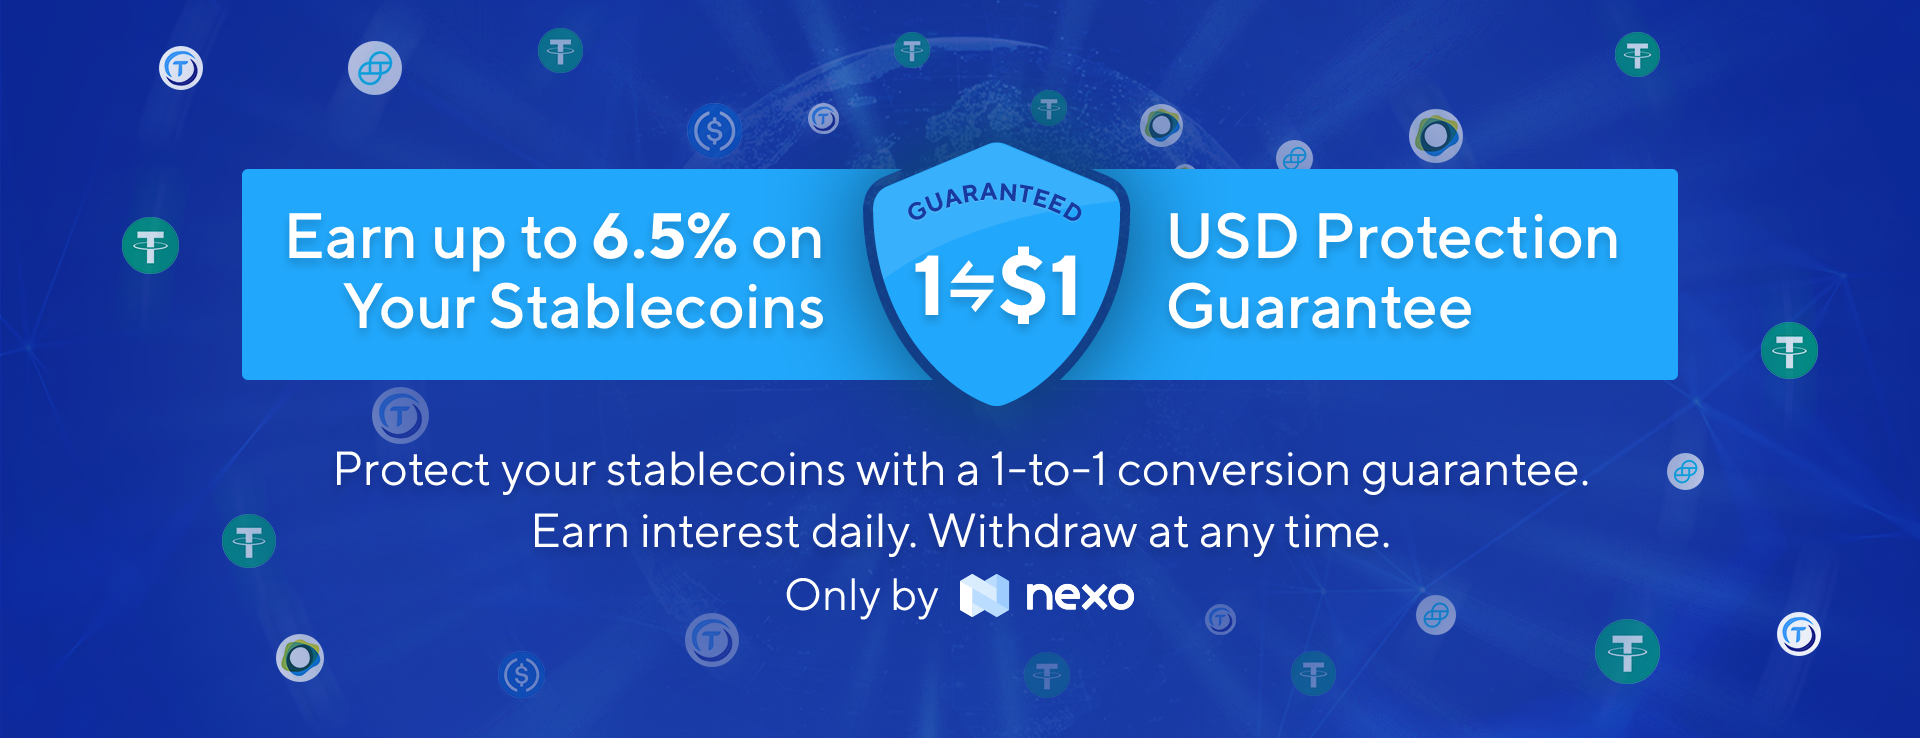 Earn up to 6.5% on
Your Stablecoins
GUARANTEED
1⇋$1
USD Protection
Guarantee
Protect your stablecoins with a 1-to-1 conversion guarantee.
Earn interest daily. Withdraw at any time.
Only by nexo